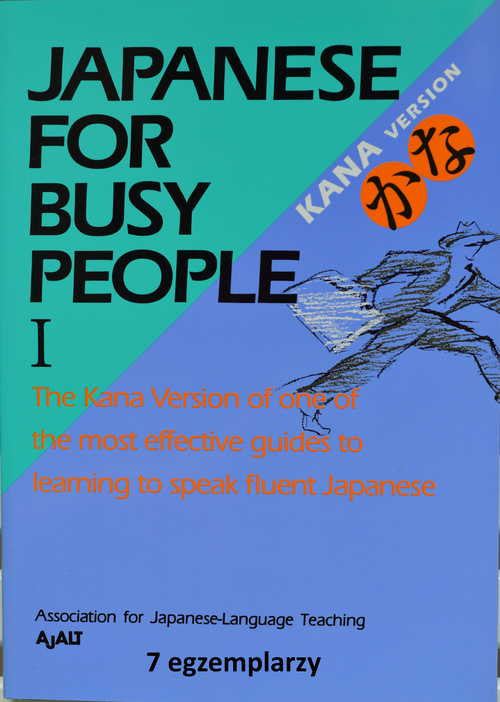 JAPANESE
FOR
BUSY
PEOPLE
I
KANA VERSION
かな
The Kana Version of one of
the most effective guides to
learning to speak fluent Japanese
Association for Japanese-Language Teaching
AJALT
7 egzemplarzy